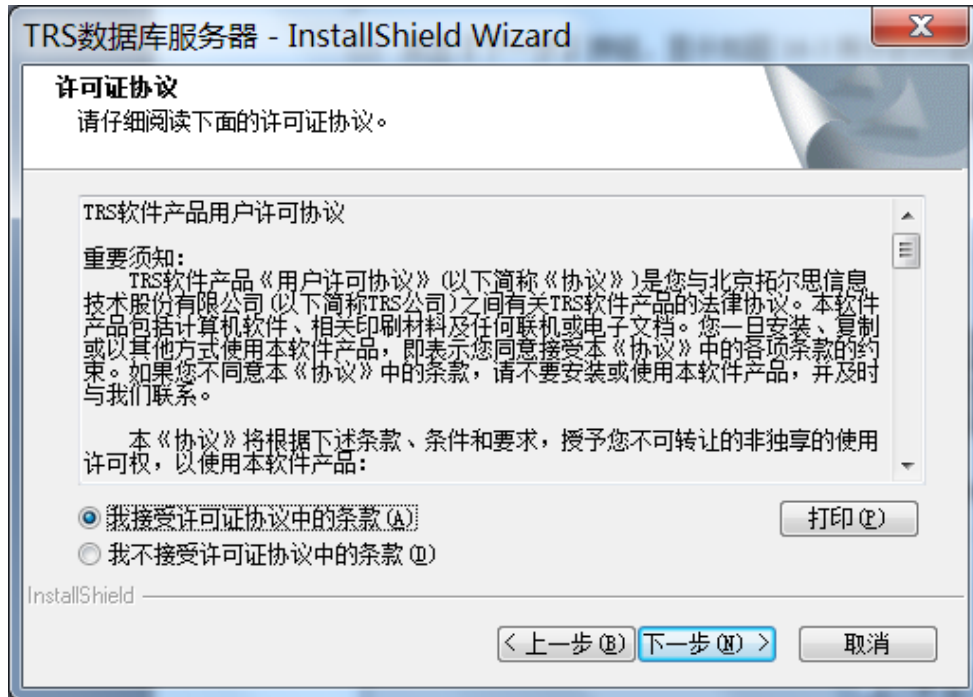 TRS数据库服务器 - InstallShield Wizard
许可证协议
请仔细阅读下面的许可证协议。
TRS软件产品用户许可协议
重要须知:
TRS软件产品《用户许可协议》(以下简称《协议》)是您与北京拓尔思信息
技术股份有限公司(以下简称TRS公司)之间有关TRS软件产品的法律协议。本软件
产品包括计算机软件、相关印刷材料及任何联机或电子文档。您一旦安装、复制
或以其他方式使用本软件产品，即表示您同意接受本《协议》中的各项条款的约
束。如果您不同意本《协议》中的条款，请不要安装或使用本软件产品，并及时
与我们联系。
本《协议》将根据下述条款、条件和要求，授予您不可转让的非独享的使用
许可权，以使用本软件产品:
我接受许可证协议中的条款(A)
打印(P)
我不接受许可证协议中的条款(D)
InstallShield
< 上一步(B)
下一步(N) >
取消